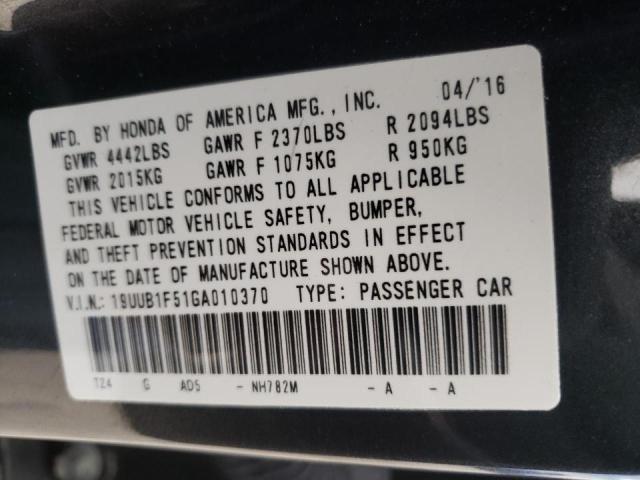 MFD. BY HONDA OF AMERICA MFG., INC. 04/'16
GVWR 4442LBS GAWR F 2370LBS R 2094LBS
GVWR 2015KG GAWR F 1075KG R 950KG
THIS VEHICLE CONFORMS TO ALL APPLICABLE
FEDERAL MOTOR VEHICLE SAFETY, BUMPER,
AND THEFT PREVENTION STANDARDS IN EFFECT
ON THE DATE OF MANUFACTURE SHOWN ABOVE.
V.I.N.: 19UUB1F51GA010370 TYPE: PASSENGER CAR
TZ4 G AD5 - NH782M - A - A